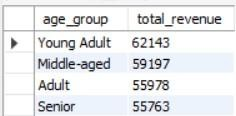 age_group total_revenue
Young Adult 62143
Middle-aged 59197
Adult 55978
Senior 55763